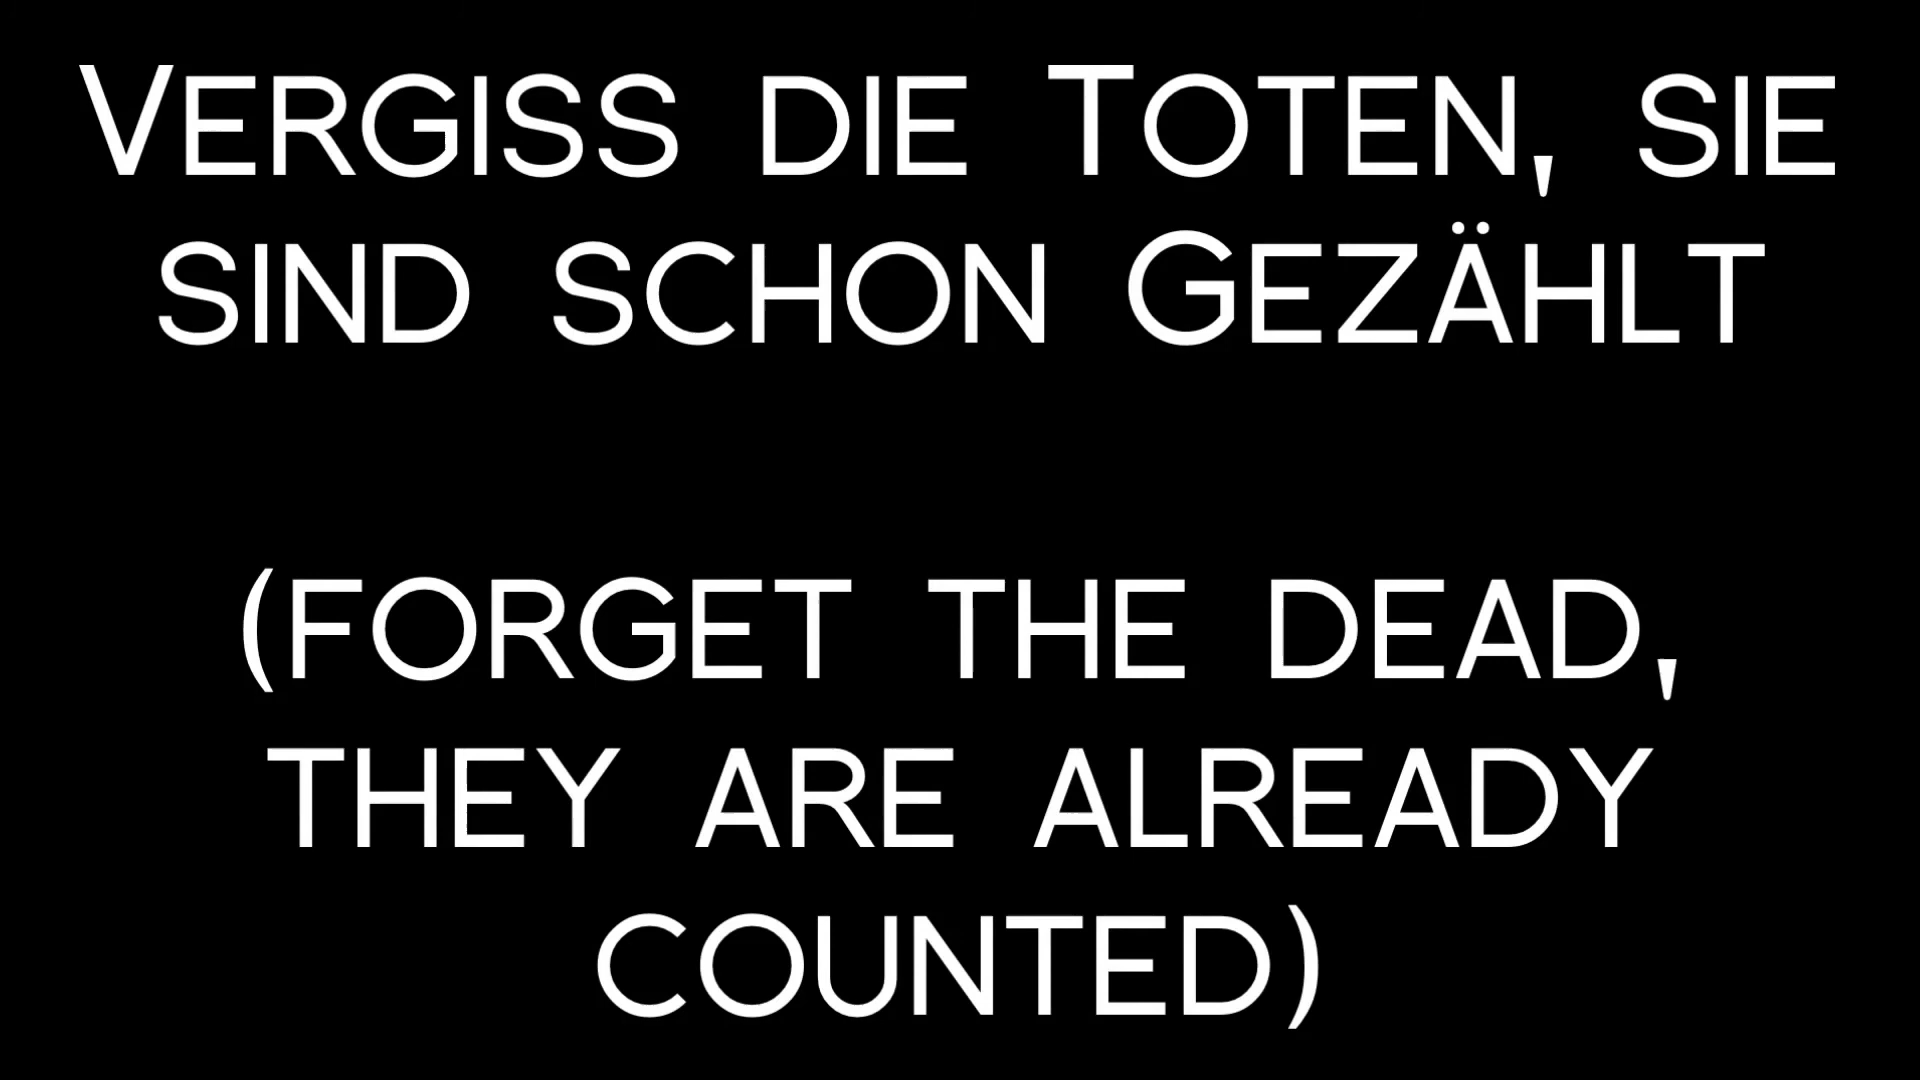 Vergiss die Toten, sie
sind schon Gezählt
(forget the dead,
they are already
counted)